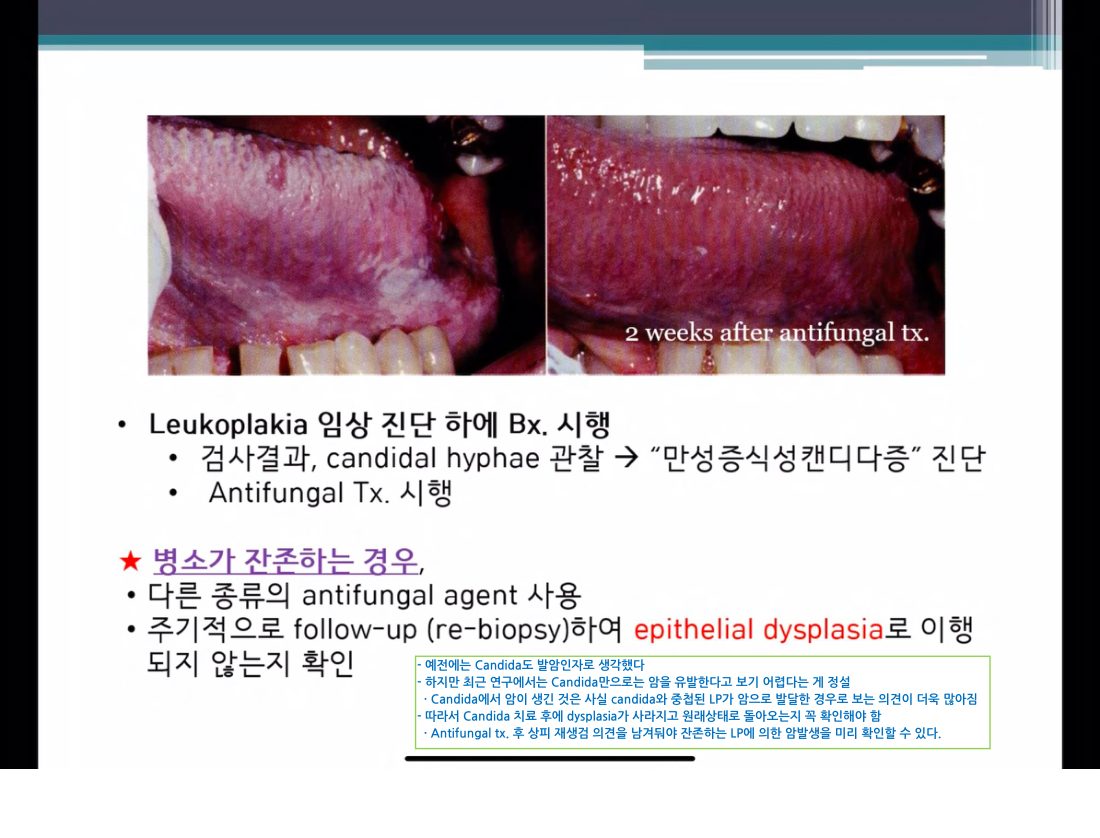 2 weeks after antifungal tx.
• Leukoplakia 임상 진단 하에 Bx. 시행
• 검사결과, candidal hyphae 관찰 → “만성증식성캔디다증” 진단
• Antifungal Tx. 시행
★ 병소가 잔존하는 경우,
• 다른 종류의 antifungal agent 사용
• 주기적으로 follow-up (re-biopsy)하여 epithelial dysplasia로 이행
되지 않는지 확인
- 예전에는 Candida도 발암인자로 생각했다
- 하지만 최근 연구에서는 Candida만으로는 암을 유발한다고 보기 어렵다는 게 정설
· Candida에서 암이 생긴 것은 사실 candida와 중첩된 LP가 암으로 발달한 경우로 보는 의견이 더욱 많아짐
- 따라서 Candida 치료 후에 dysplasia가 사라지고 원래상태로 돌아오는지 꼭 확인해야 함
· Antifungal tx. 후 상피 재생검 의견을 남겨둬야 잔존하는 LP에 의한 암발생을 미리 확인할 수 있다.